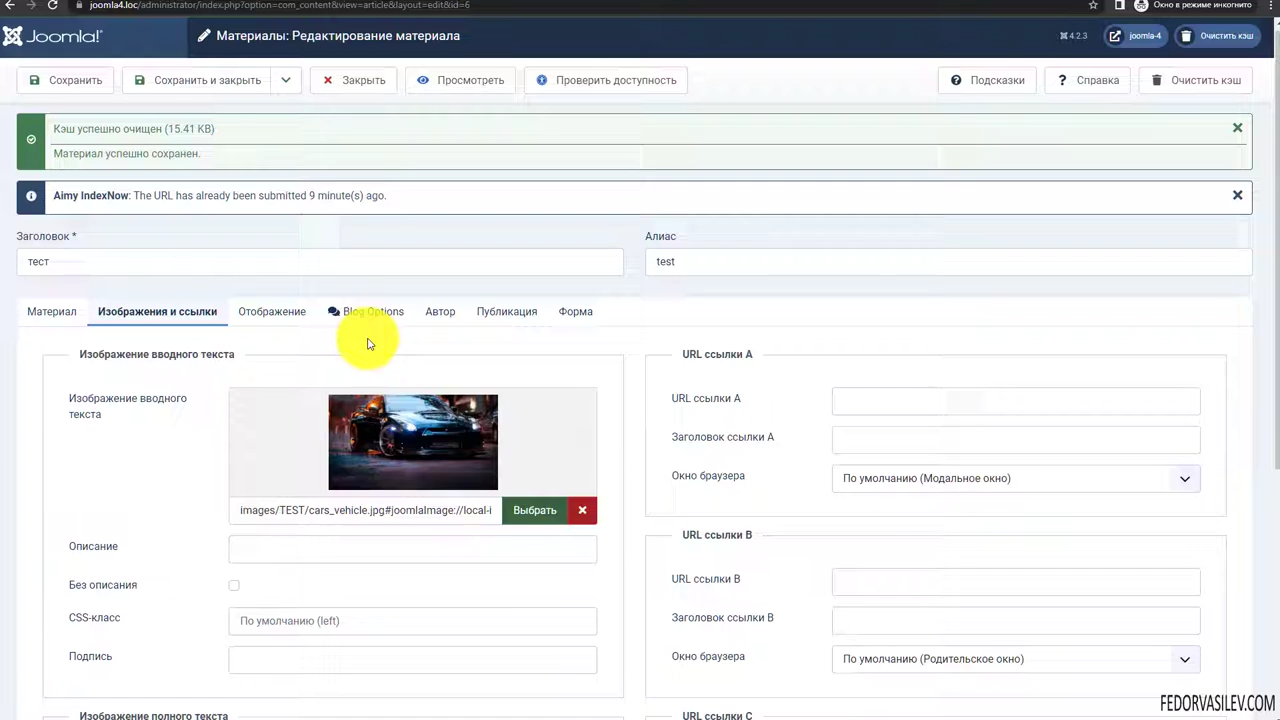 joomla4.loc/administrator/index.php?option=com_content&view=article&layout=edit&id=6
Окно в режиме инкогнито
Joomla!®
Материалы: Редактирование материала
4.2.3
joomla-4
Очистить кэш
Сохранить
Сохранить и закрыть
Закрыть
Просмотреть
Проверить доступность
Подсказки
Справка
Очистить кэш
Кэш успешно очищен (15.41 KB)
Материал успешно сохранен.
Aimy IndexNow: The URL has already been submitted 9 minute(s) ago.
Заголовок *
Алиас
тест
test
Материал
Изображения и ссылки
Отображение
Blog Options
Автор
Публикация
Форма
Изображение вводного текста
URL ссылки A
Изображение вводного
текста
URL ссылки A
Заголовок ссылки A
Окно браузера
По умолчанию (Модальное окно)
images/TEST/cars_vehicle.jpg#joomlaImage://local-i
Выбрать
URL ссылки B
Описание
URL ссылки B
Без описания
CSS-класс
По умолчанию (left)
Заголовок ссылки B
Подпись
Окно браузера
По умолчанию (Родительское окно)
FEDORVASILEV.COM
Изображение полного текста
URL ссылки C